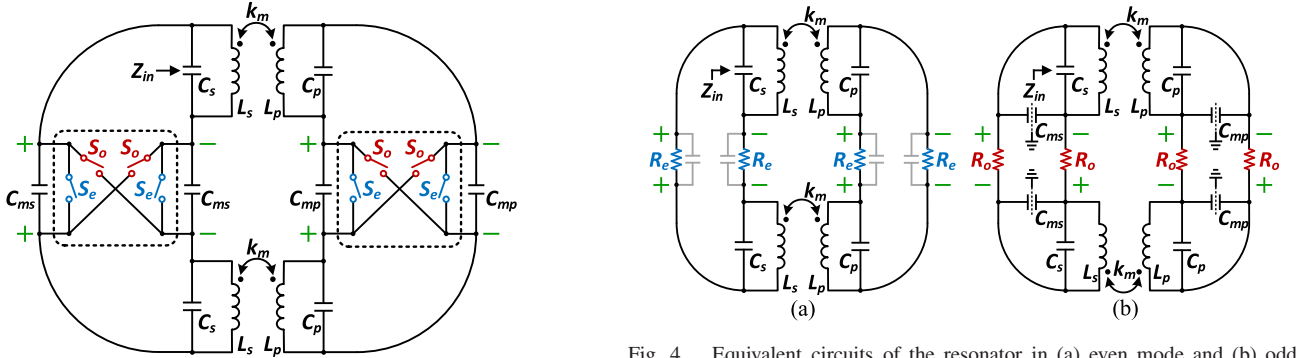 k_m
Z_in
C_s
C_p
L_s
L_p
+
S_o
S_o
−
+
S_o
S_o
−
C_ms
S_e
S_e
C_ms
C_mp
S_e
S_e
C_mp
+
−
+
−
k_m
C_s
C_p
L_s
L_p
k_m
Z_in
C_s
C_p
L_s
L_p
+
−
+
−
R_e
R_e
R_e
R_e
+
−
+
−
k_m
C_s
C_p
L_s
L_p
(a)
k_m
Z_in
C_s
C_p
L_s
L_p
C_ms
C_mp
+
−
+
−
R_o
R_o
R_o
R_o
−
+
−
+
C_ms
C_mp
C_s
L_s
k_m
L_p
C_p
(b)
Fig. 4. Equivalent circuits of the resonator in (a) even mode and (b) odd